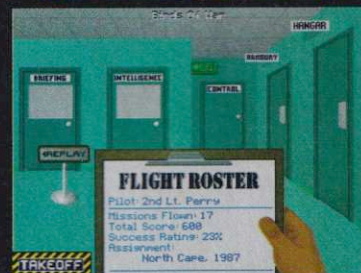 HANGAR
ARMORY
BRIEFING
INTELLIGENCE
CONTROL
REPLAY
FLIGHT ROSTER
Pilot: 2nd Lt. Perry
Missions Flown: 17
Total Score: 600
Success Rating: 23%
Assignment:
North Cape, 1987
TAKEOFF